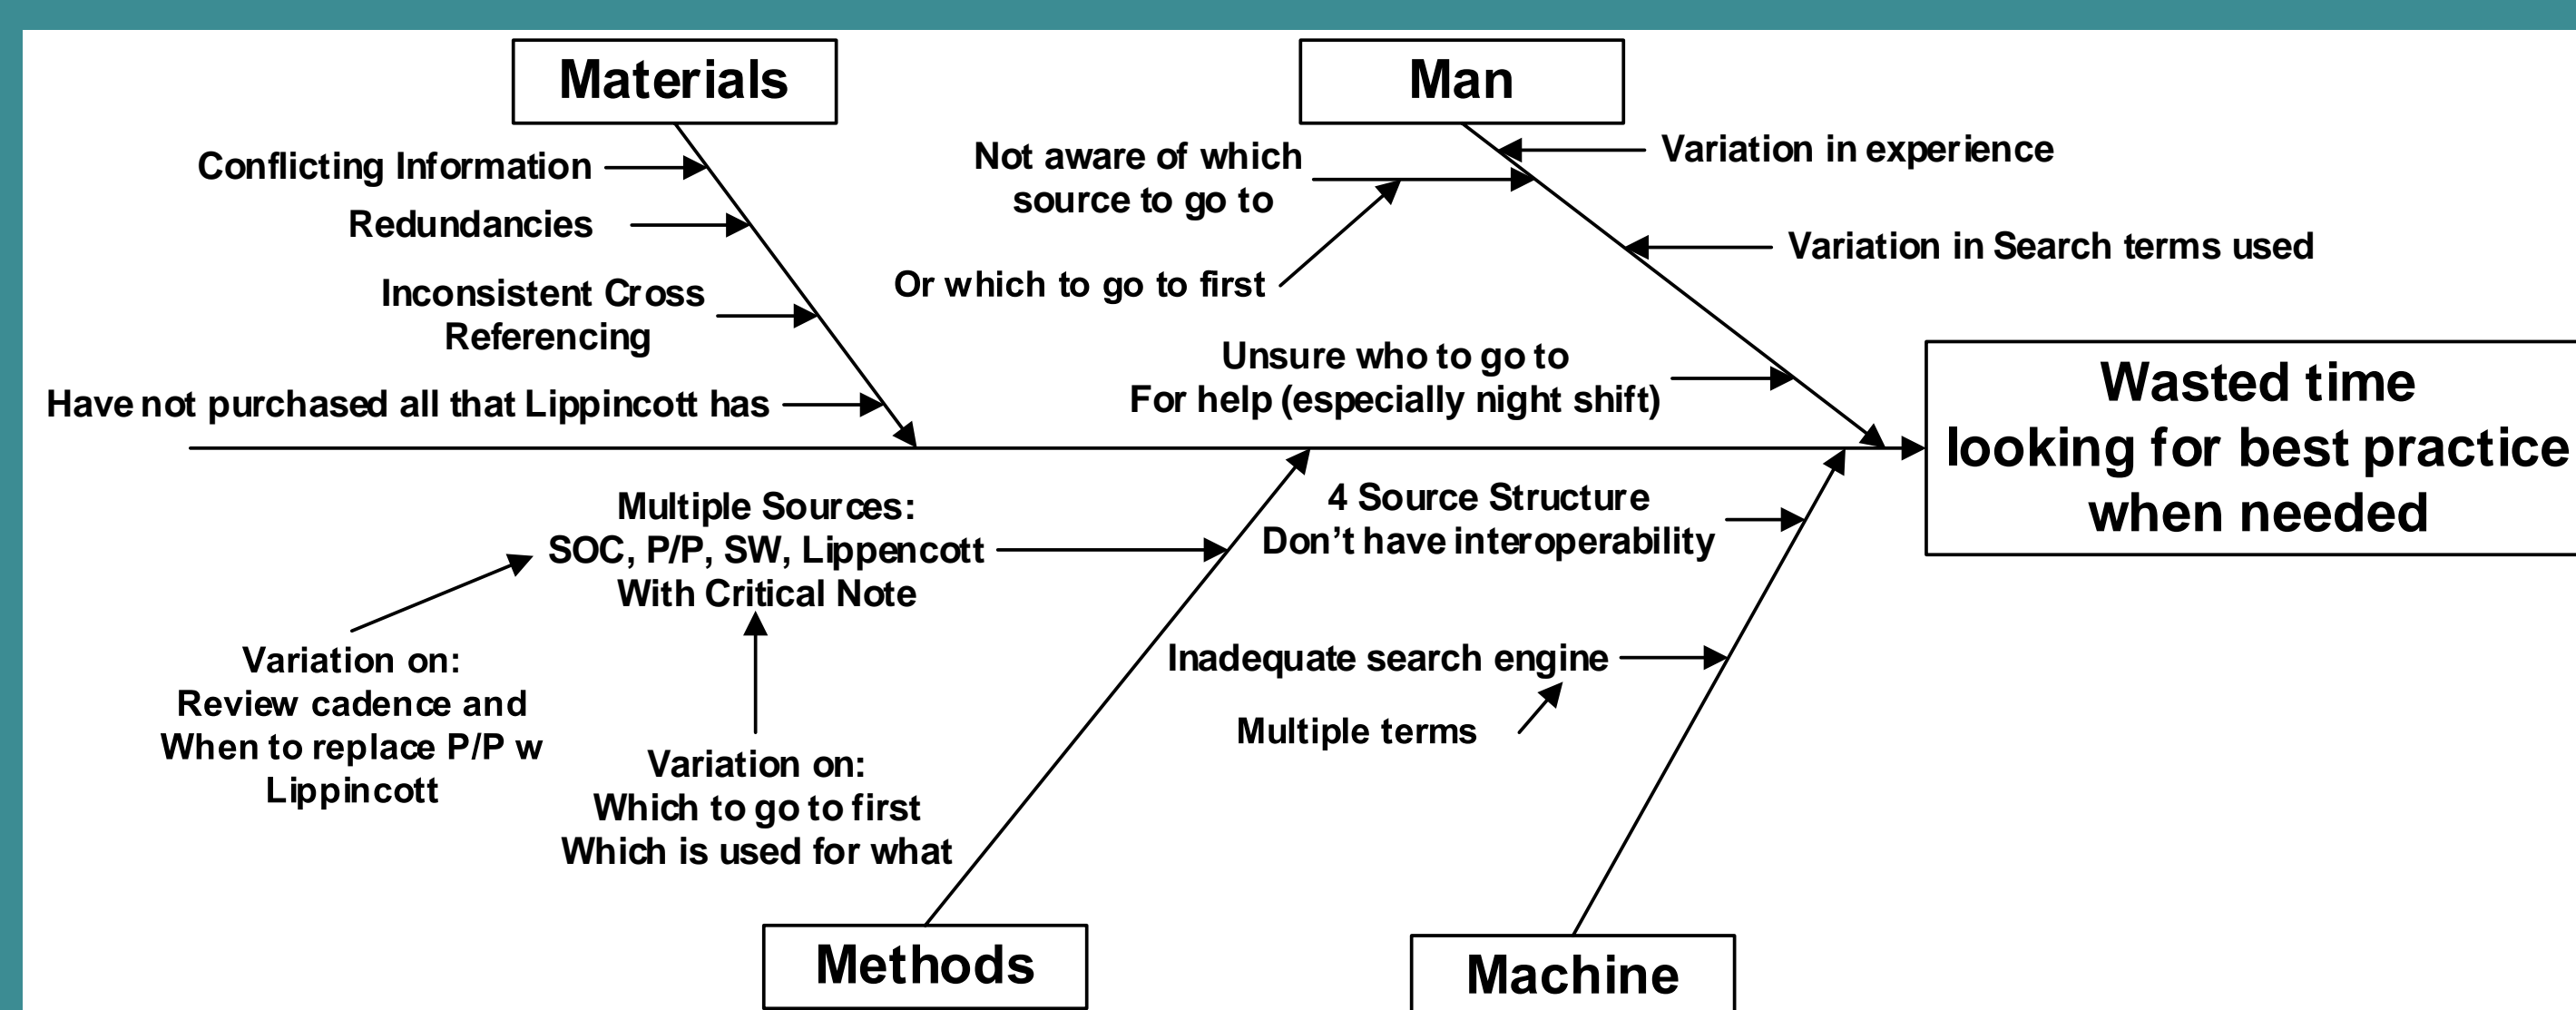 Materials
Man
Conflicting Information
Redundancies
Inconsistent Cross
Referencing
Have not purchased all that Lippincott has
Not aware of which
source to go to
Or which to go to first
Variation in experience
Variation in Search terms used
Unsure who to go to
For help (especially night shift)
Wasted time
looking for best practice
when needed
Multiple Sources:
SOC, P/P, SW, Lippencott
With Critical Note
Variation on:
Review cadence and
When to replace P/P w
Lippincott
Variation on:
Which to go to first
Which is used for what
4 Source Structure
Don’t have interoperability
Inadequate search engine
Multiple terms
Methods
Machine